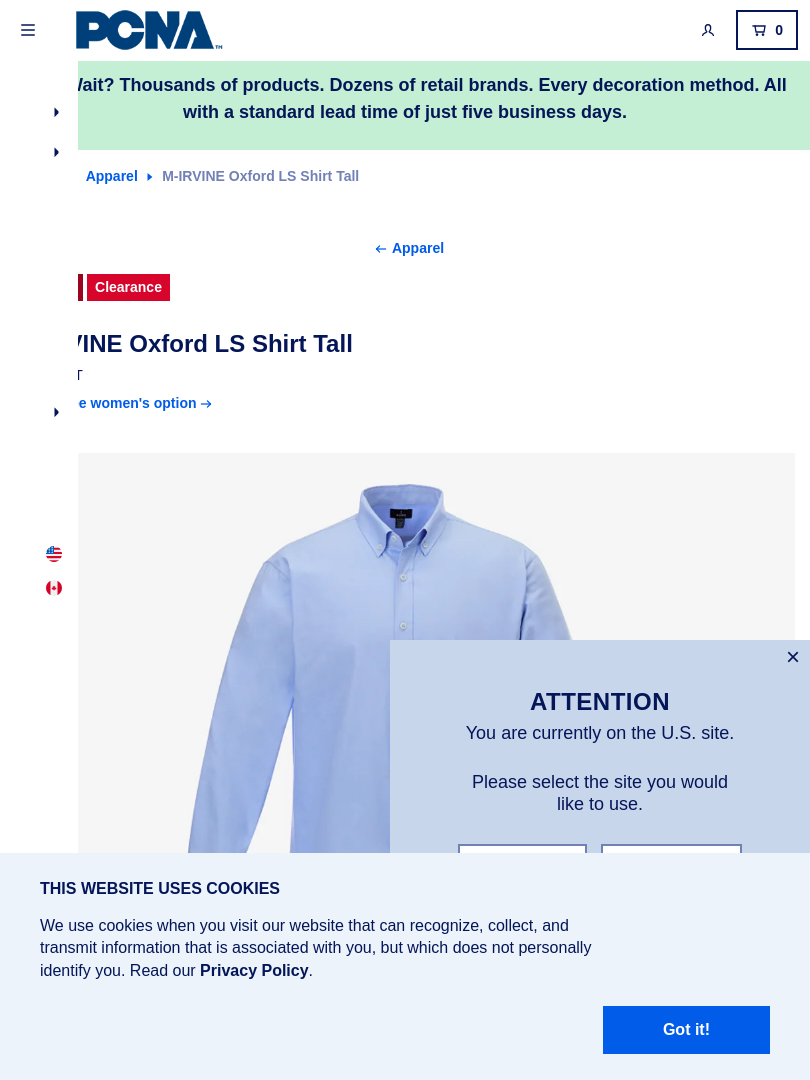 PCNA™
0
Wait? Thousands of products. Dozens of retail brands. Every decoration method. All
with a standard lead time of just five business days.
Apparel M-IRVINE Oxford LS Shirt Tall
Apparel
Clearance
VINE Oxford LS Shirt Tall
T
e women's option
ATTENTION
You are currently on the U.S. site.
Please select the site you would
like to use.
THIS WEBSITE USES COOKIES
We use cookies when you visit our website that can recognize, collect, and
transmit information that is associated with you, but which does not personally
identify you. Read our Privacy Policy.
Got it!